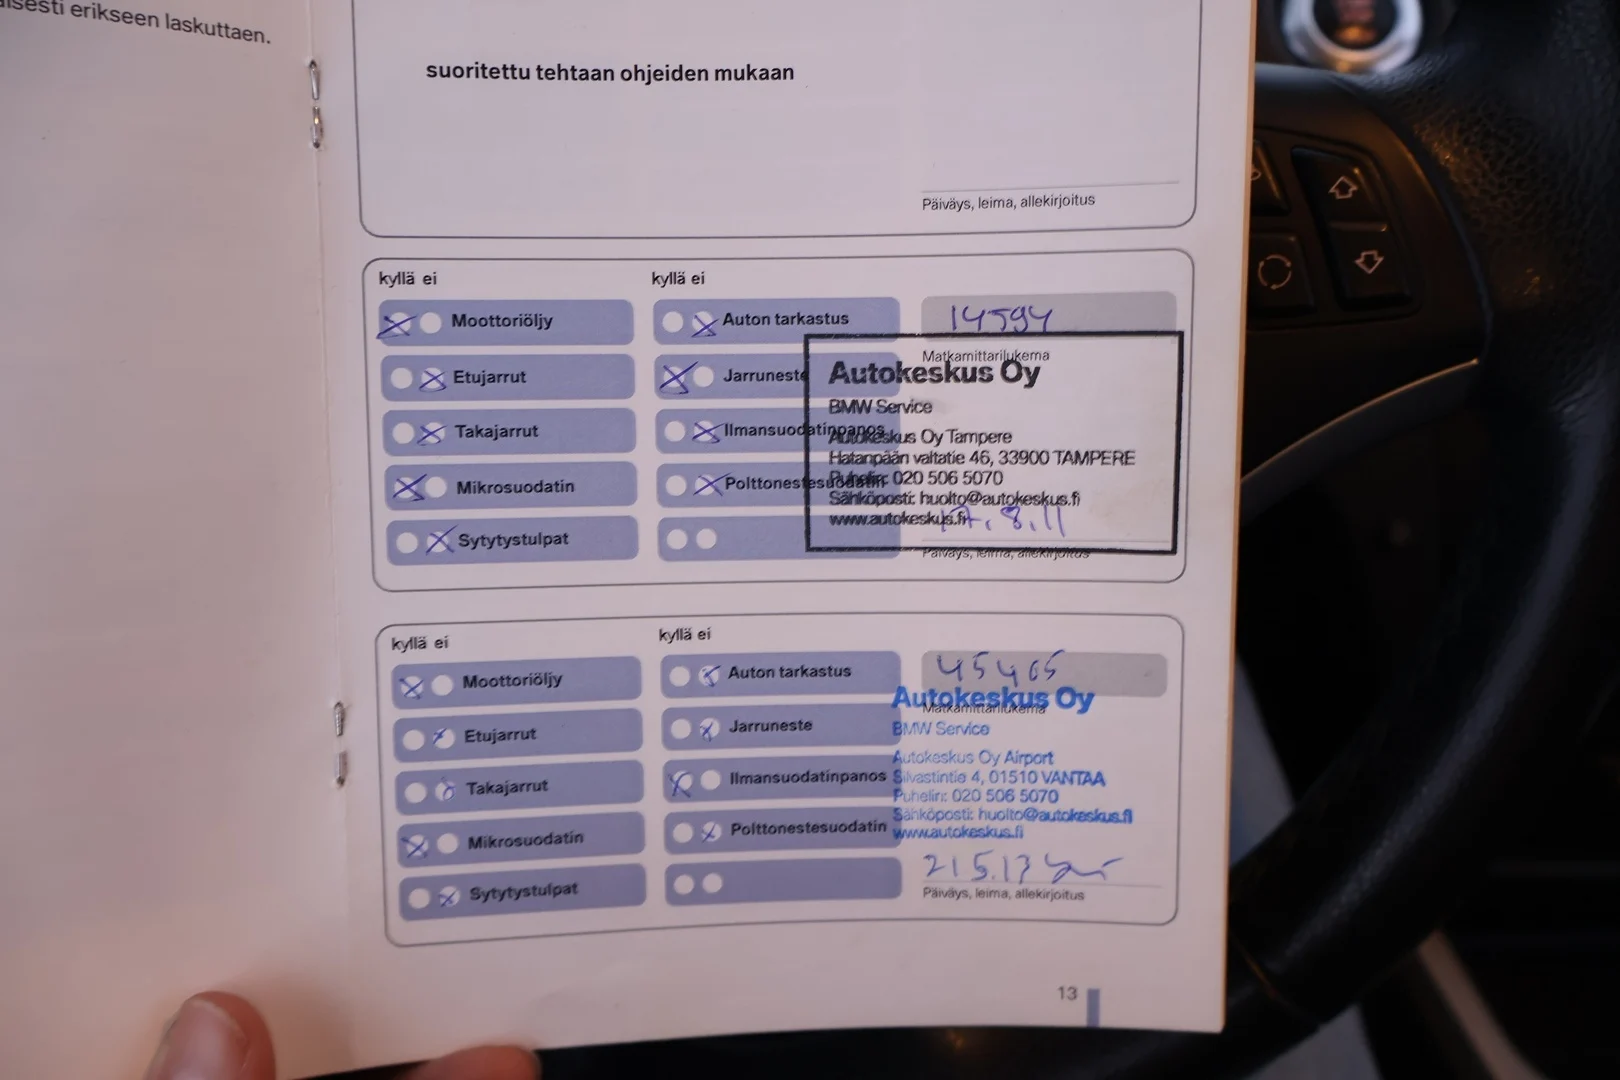 erikseen laskuttaen.
suoritettu tehtaan ohjeiden mukaan
Päiväys, leima, allekirjoitus
kyllä ei
kyllä ei
Moottoriöljy
Auton tarkastus
14594
Matkamittarilukema
Etujarrut
Jarruneste
Autokeskus Oy
BMW Service
Takajarrut
Ilmansuodatinpanos
Autokeskus Oy Tampere
Hatanpään valtatie 46, 33900 TAMPERE
Mikrosuodatin
Polttonestesuodatin
Puhelin: 020 506 5070
Sähköposti: huolto@autokeskus.fi
www.autokeskus.fi
17.8.11
Sytytystulpat
Päiväys, leima, allekirjoitus
kyllä ei
kyllä ei
Moottoriöljy
Auton tarkastus
45465
Matkamittarilukema
Autokeskus Oy
Etujarrut
Jarruneste
BMW Service
Autokeskus Oy Airport
Takajarrut
Ilmansuodatinpanos
Silvastintie 4, 01510 VANTAA
Puhelin: 020 506 5070
Mikrosuodatin
Polttonestesuodatin
Sähköposti: huolto@autokeskus.fi
www.autokeskus.fi
21.5.13
Sytytystulpat
Päiväys, leima, allekirjoitus
13